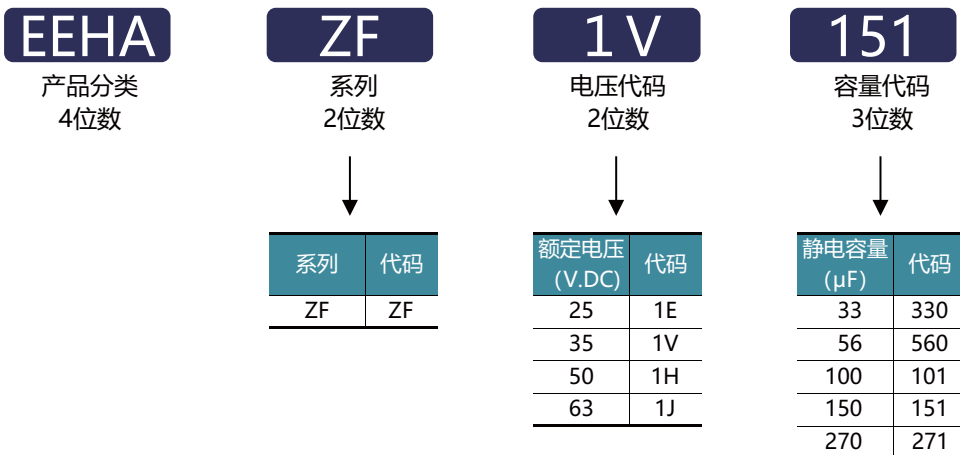 EEHA ZF 1V 151
产品分类 系列 电压代码 容量代码
4位数 2位数 2位数 3位数
系列 代码
ZF ZF
额定电压 代码
(V.DC)
25 1E
35 1V
50 1H
63 1J
静电容量 代码
(μF)
33 330
56 560
100 101
150 151
270 271